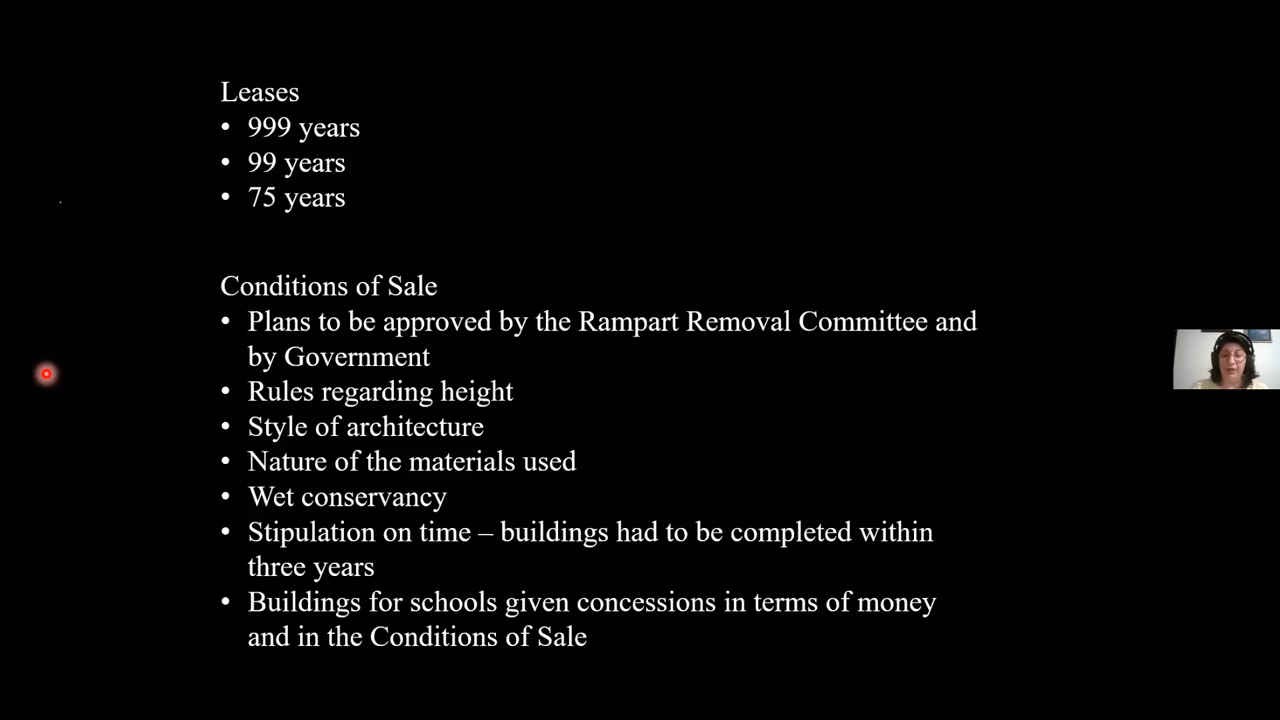 Leases
• 999 years
• 99 years
• 75 years
Conditions of Sale
• Plans to be approved by the Rampart Removal Committee and
by Government
• Rules regarding height
• Style of architecture
• Nature of the materials used
• Wet conservancy
• Stipulation on time – buildings had to be completed within
three years
• Buildings for schools given concessions in terms of money
and in the Conditions of Sale